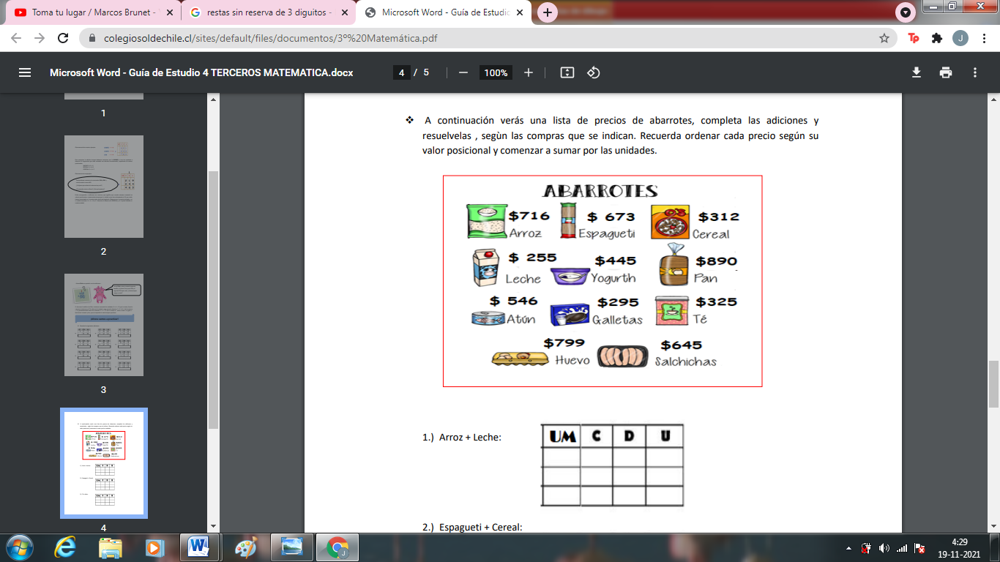 Toma tu lugar / Marcos Brunet -
restas sin reserva de 3 diguitos -
Microsoft Word - Guía de Estudio
colegiosoldechile.cl/sites/default/files/documentos/3º%20Matemática.pdf
Tp
J
Microsoft Word - Guía de Estudio 4 TERCEROS MATEMATICA.docx
4 / 5
100%
1
2
3
4
❖ A continuación verás una lista de precios de abarrotes, completa las adiciones y
resuelvelas , segùn las compras que se indican. Recuerda ordenar cada precio según su
valor posicional y comenzar a sumar por las unidades.
ABARROTES
$716 $ 673 $312
Arroz Espagueti Cereal
$ 255 $445 $890
Leche Yogurth Pan
$ 546 $295 $325
Atún Galletas Té
$799 $645
Huevo Salchichas
1.) Arroz + Leche:
UM C D U
2.) Espagueti + Cereal:
4:29
19-11-2021